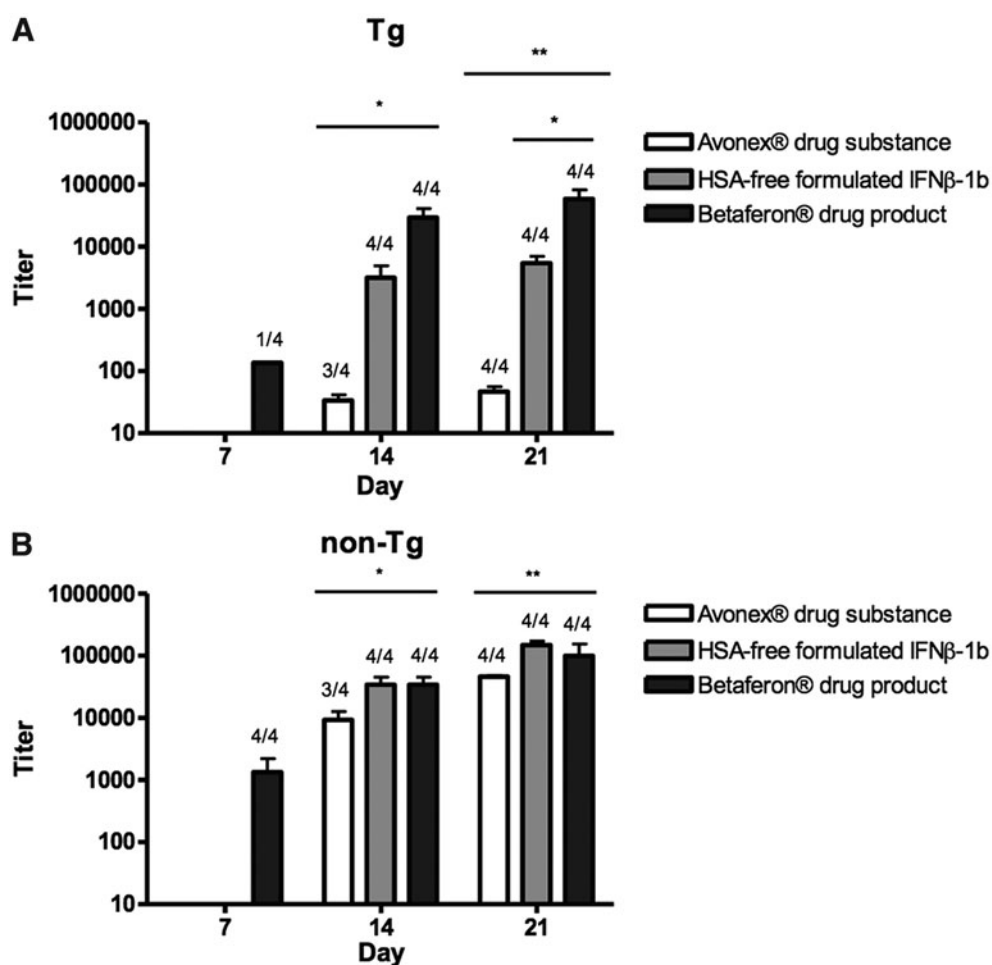 A
Tg
**
*
*
1000000
100000
10000
1000
100
10
Titer
1/4
3/4
4/4
4/4
4/4
4/4
4/4
7
14
21
Day
Avonex® drug substance
HSA-free formulated IFNβ-1b
Betaferon® drug product
B
non-Tg
*
**
1000000
100000
10000
1000
100
10
Titer
4/4
3/4
4/4
4/4
4/4
4/4
4/4
7
14
21
Day
Avonex® drug substance
HSA-free formulated IFNβ-1b
Betaferon® drug product